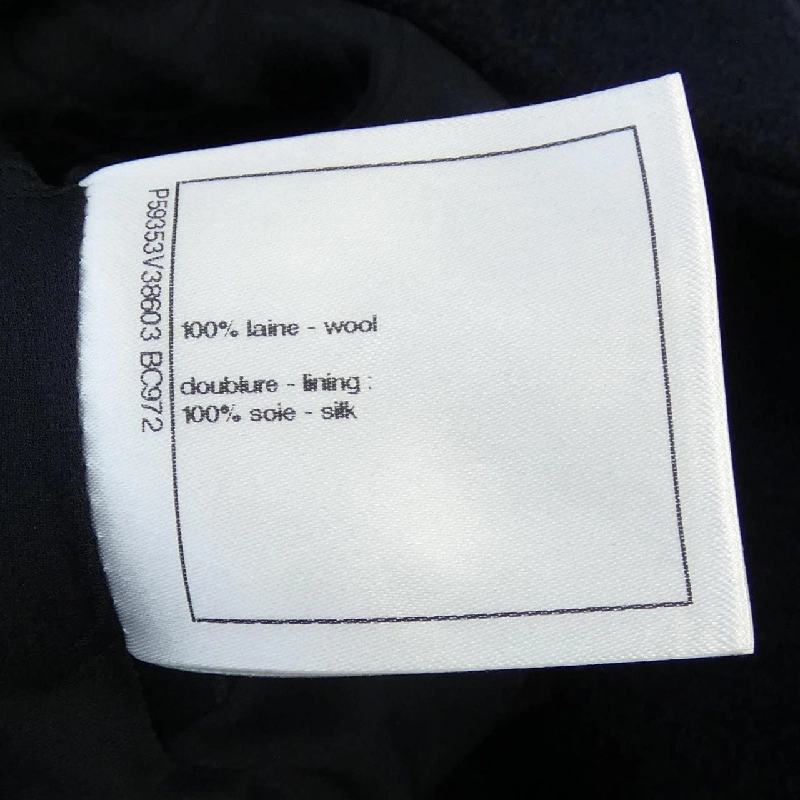 P59353V38603 BC972
100% laine - wool
doublure - lining :
100% soie - silk